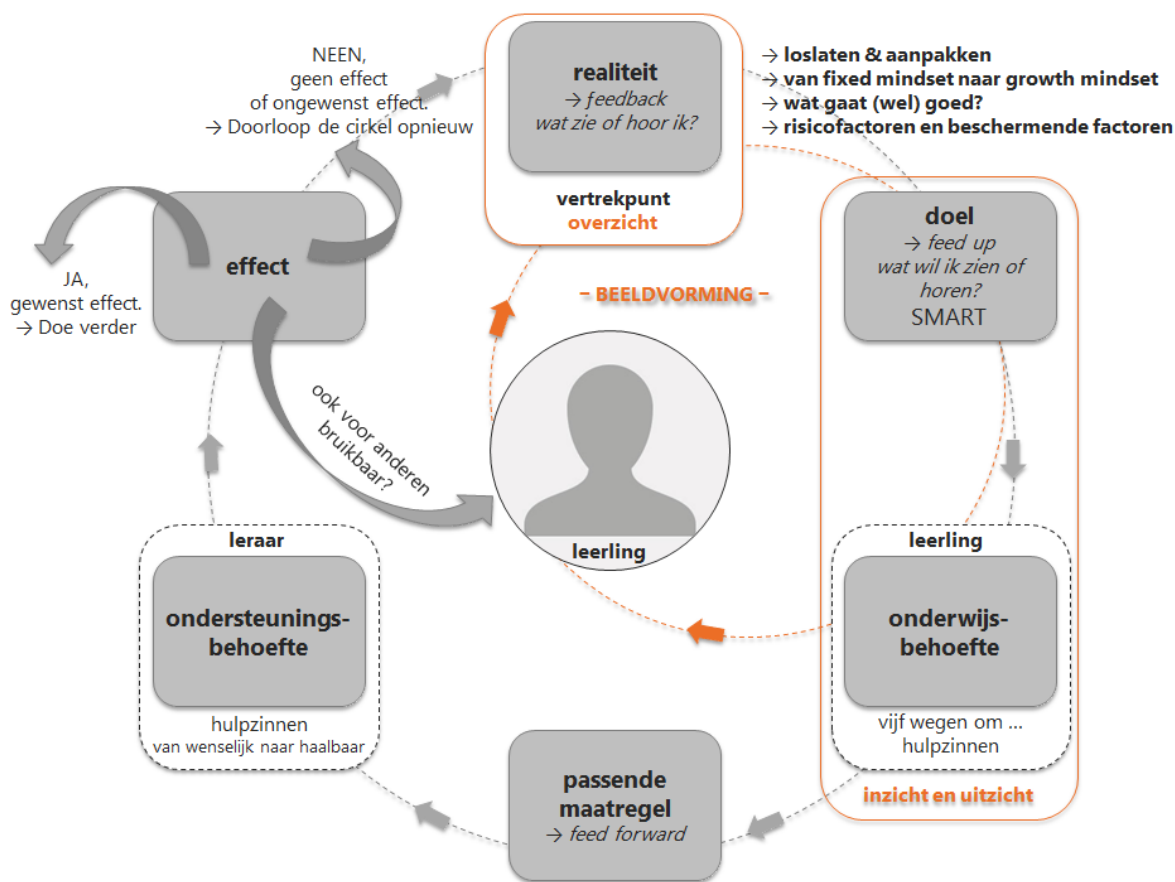 NEEN,
geen effect
of ongewenst effect.
→ Doorloop de cirkel opnieuw
realiteit
→ feedback
wat zie of hoor ik?
vertrekpunt
overzicht
→ loslaten & aanpakken
→ van fixed mindset naar growth mindset
→ wat gaat (wel) goed?
→ risicofactoren en beschermende factoren
doel
→ feed up
wat wil ik zien of
horen?
SMART
effect
JA,
gewenst effect.
→ Doe verder
– BEELDVORMING –
ook voor anderen
bruikbaar?
leerling
leraar
ondersteunings-
behoefte
hulpzinnen
van wenselijk naar haalbaar
leerling
onderwijs-
behoefte
vijf wegen om ...
hulpzinnen
inzicht en uitzicht
passende
maatregel
→ feed forward